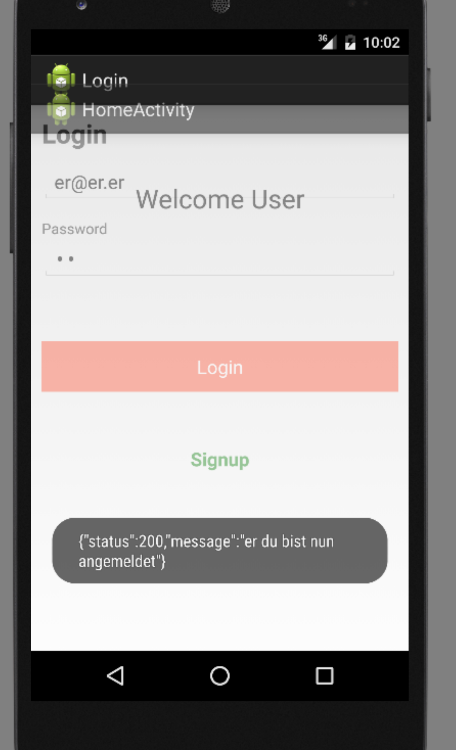 36 10:02
Login
HomeActivity
Login
er@er.er
Welcome User
Password
Login
Signup
{"status":200,"message":"er du bist nun
angemeldet"}